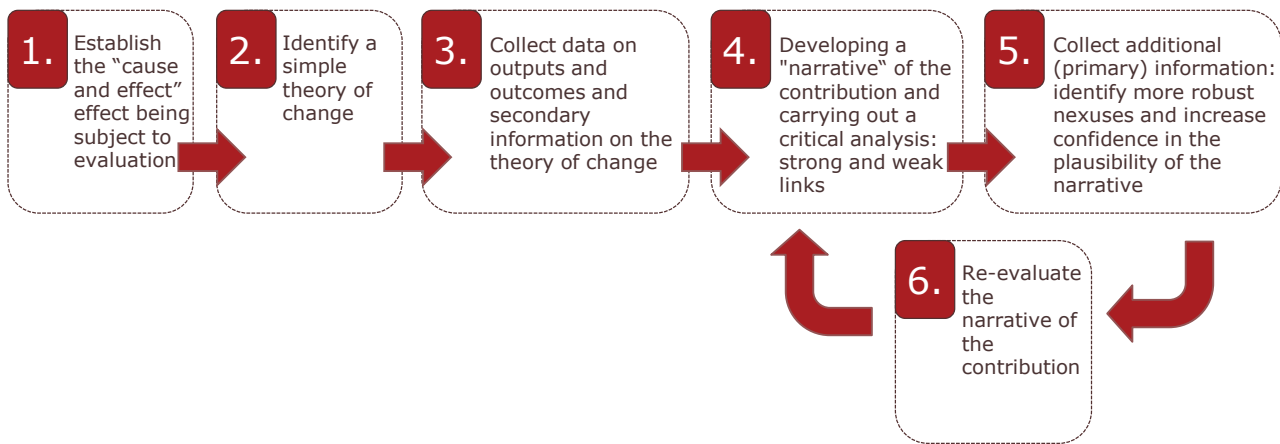 1.
Establish
the “cause
and effect”
effect being
subject to
evaluation
2.
Identify a
simple
theory of
change
3.
Collect data on
outputs and
outcomes and
secondary
information on the
theory of change
4.
Developing a
"narrative“ of the
contribution and
carrying out a
critical analysis:
strong and weak
links
5.
Collect additional
(primary) information:
identify more robust
nexuses and increase
confidence in the
plausibility of the
narrative
6.
Re-evaluate
the
narrative of
the
contribution